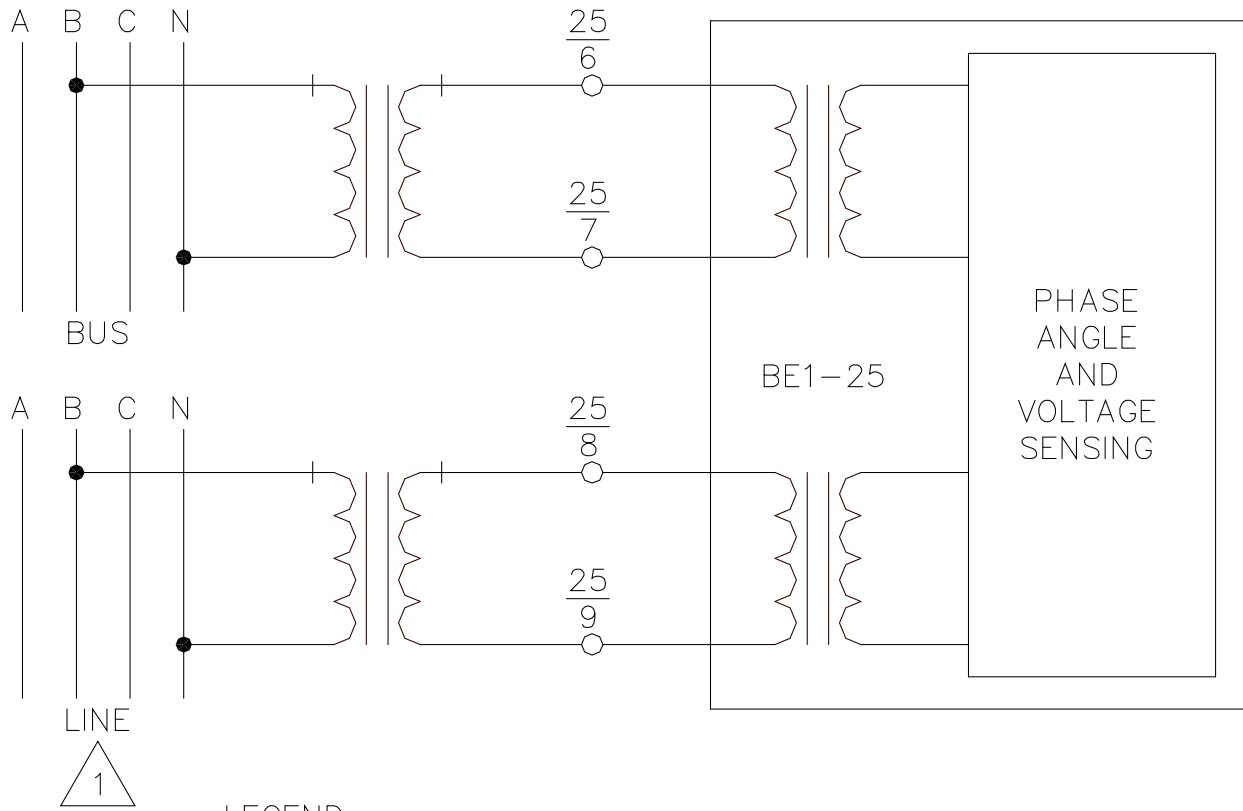 A B C N
25
6
25
7
BUS
BE1-25
PHASE
ANGLE
AND
VOLTAGE
SENSING
A B C N
25
8
25
9
LINE
1
LEGEND